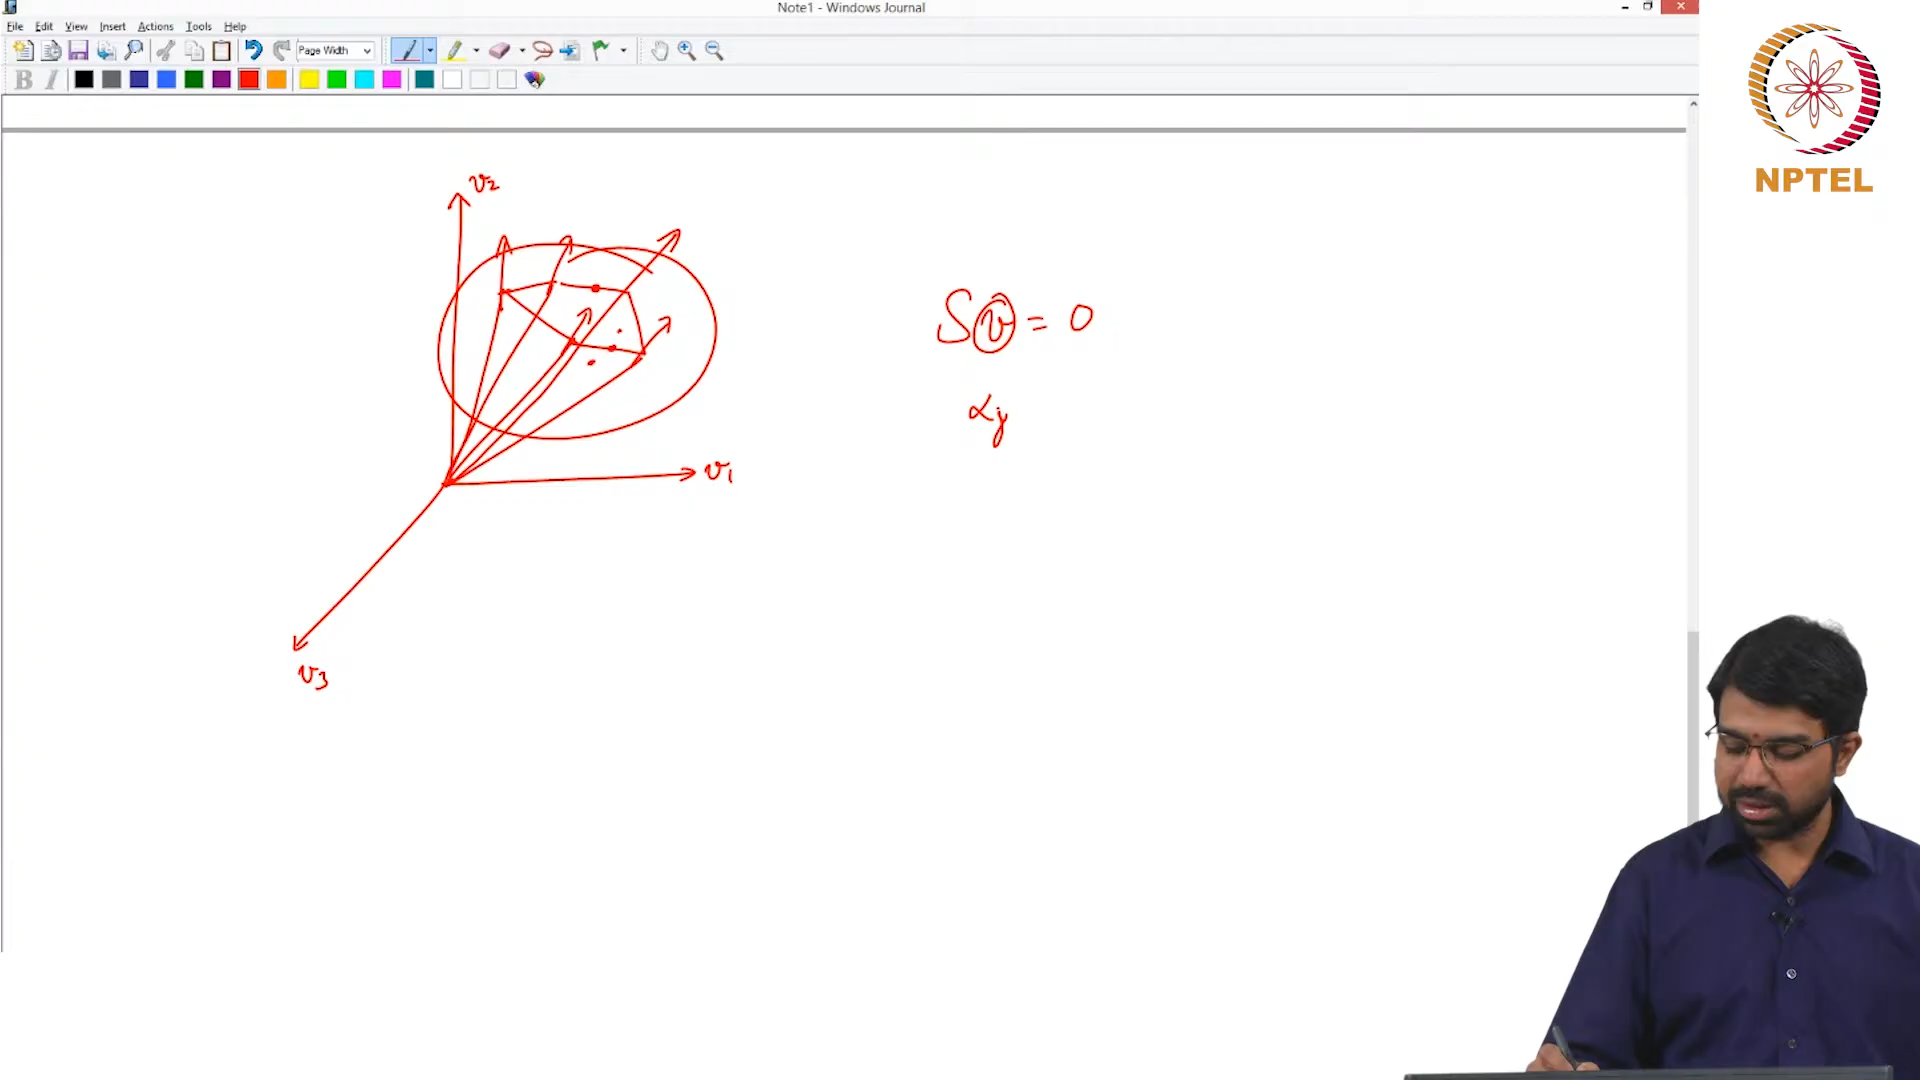 Note1 - Windows Journal
File Edit View Insert Actions Tools Help
Page Width
B I
NPTEL
v2
Sv = 0
αj
v1
v3